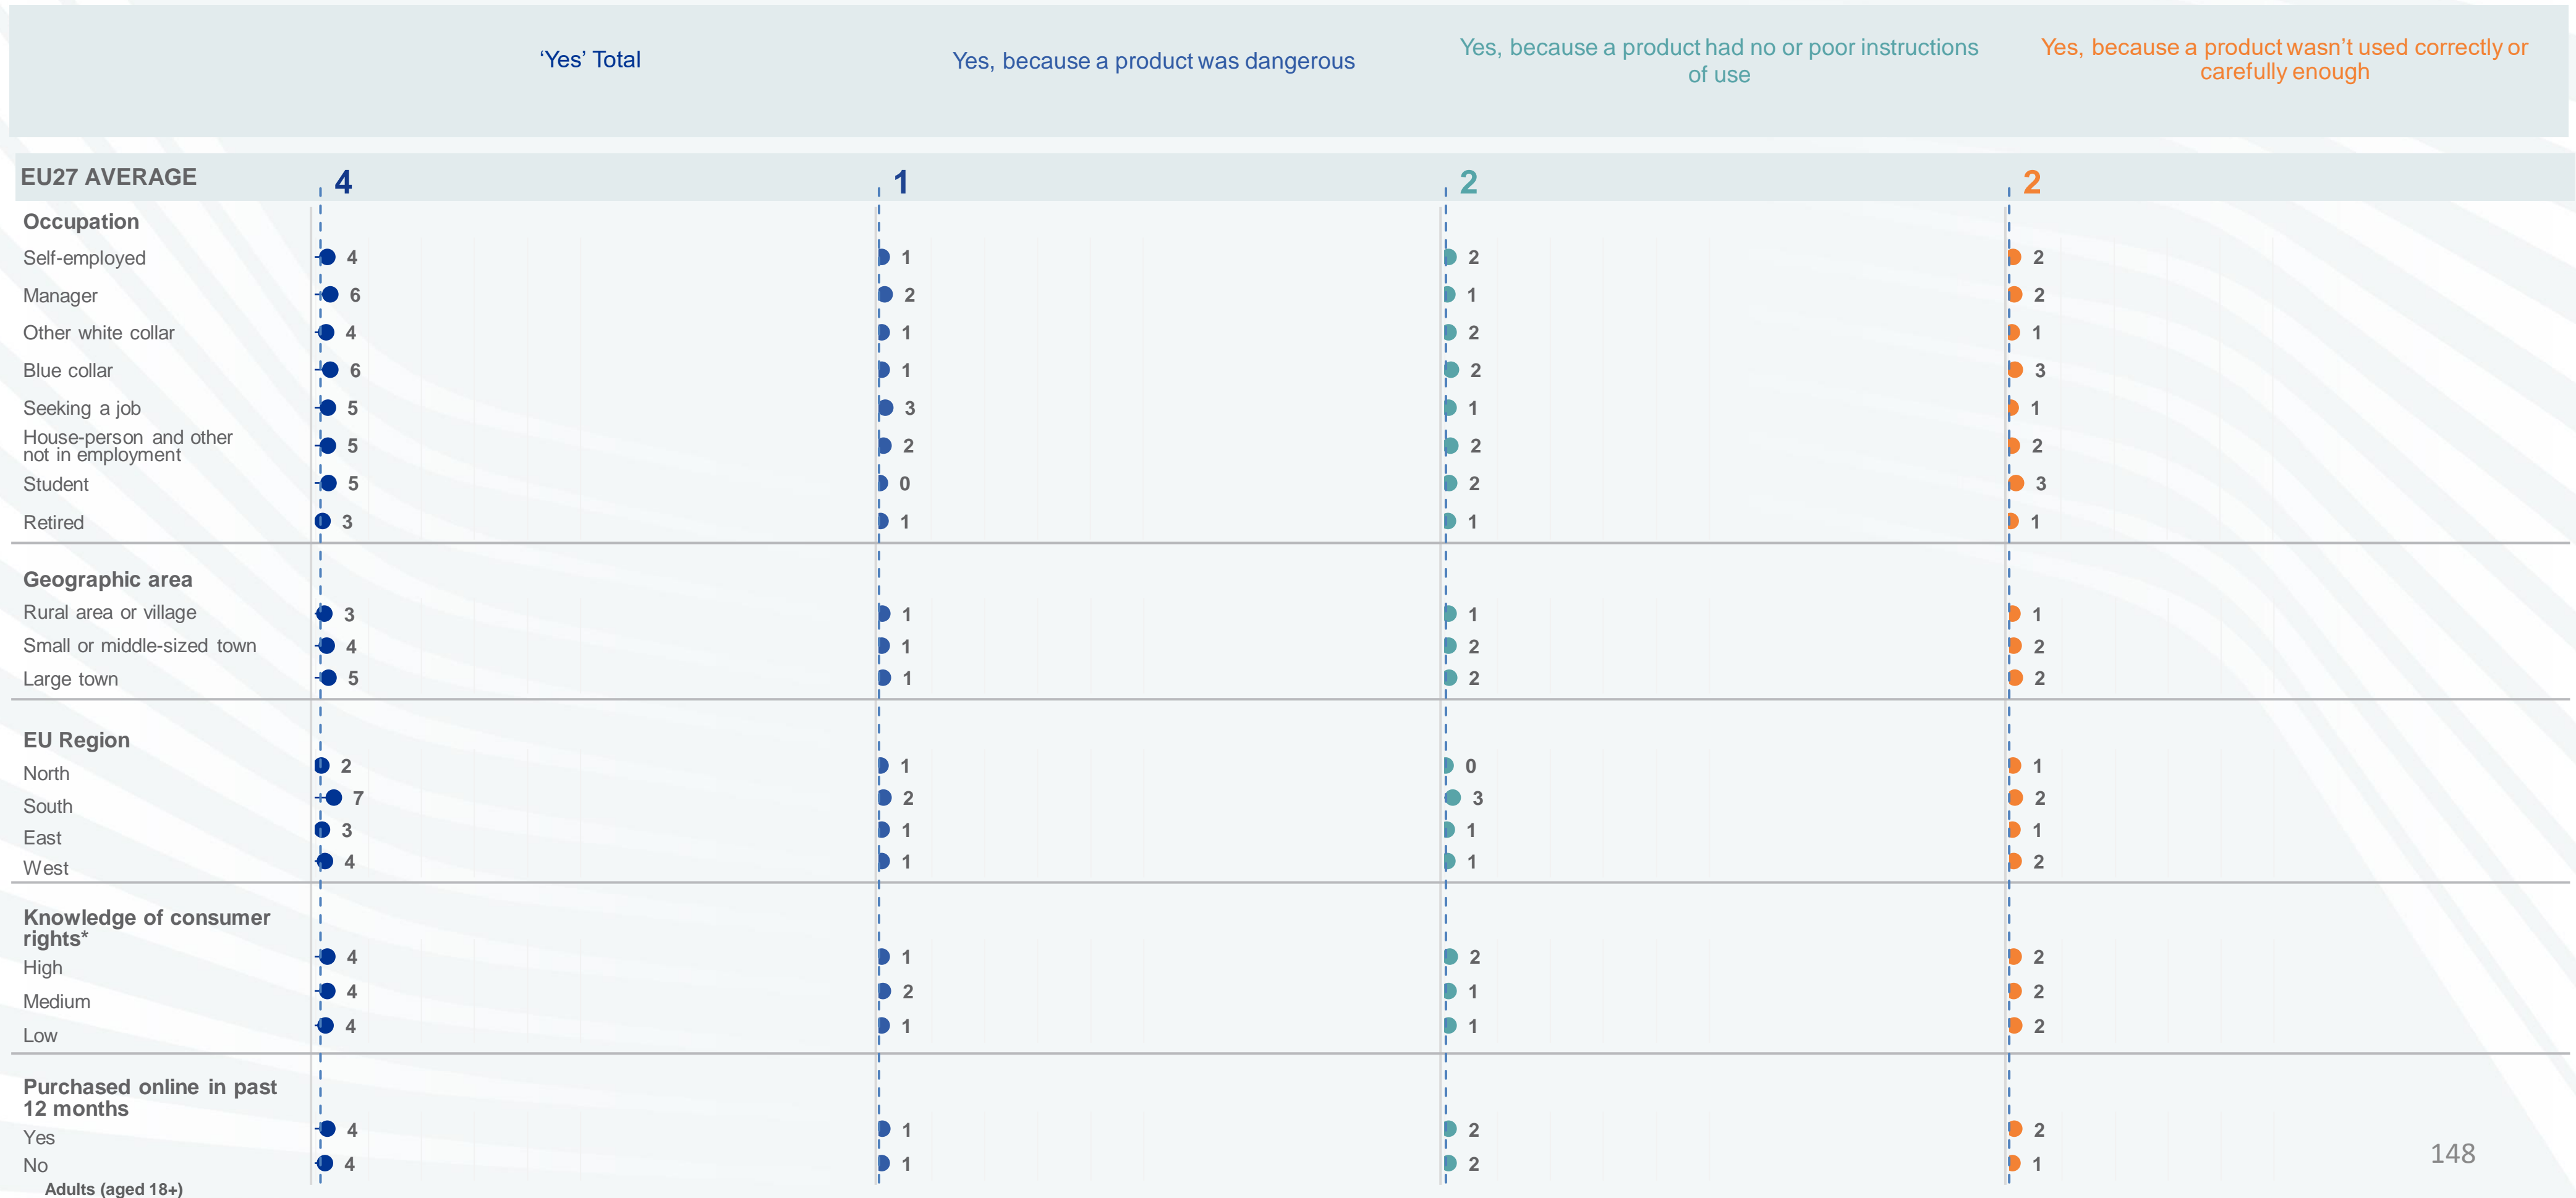 ‘Yes’ Total
Yes, because a product was dangerous
Yes, because a product had no or poor instructions
of use
Yes, because a product wasn’t used correctly or
carefully enough
EU27 AVERAGE 4 1 2 2
Occupation
Self-employed 4 1 2 2
Manager 6 2 1 2
Other white collar 4 1 2 1
Blue collar 6 1 2 3
Seeking a job 5 3 1 1
House-person and other
not in employment 5 2 2 2
Student 5 0 2 3
Retired 3 1 1 1
Geographic area
Rural area or village 3 1 1 1
Small or middle-sized town 4 1 2 2
Large town 5 1 2 2
EU Region
North 2 1 0 1
South 7 2 3 2
East 3 1 1 1
West 4 1 1 2
Knowledge of consumer
rights*
High 4 1 2 2
Medium 4 2 1 2
Low 4 1 1 2
Purchased online in past
12 months
Yes 4 1 2 2
No 4 1 2 1
148
Adults (aged 18+)